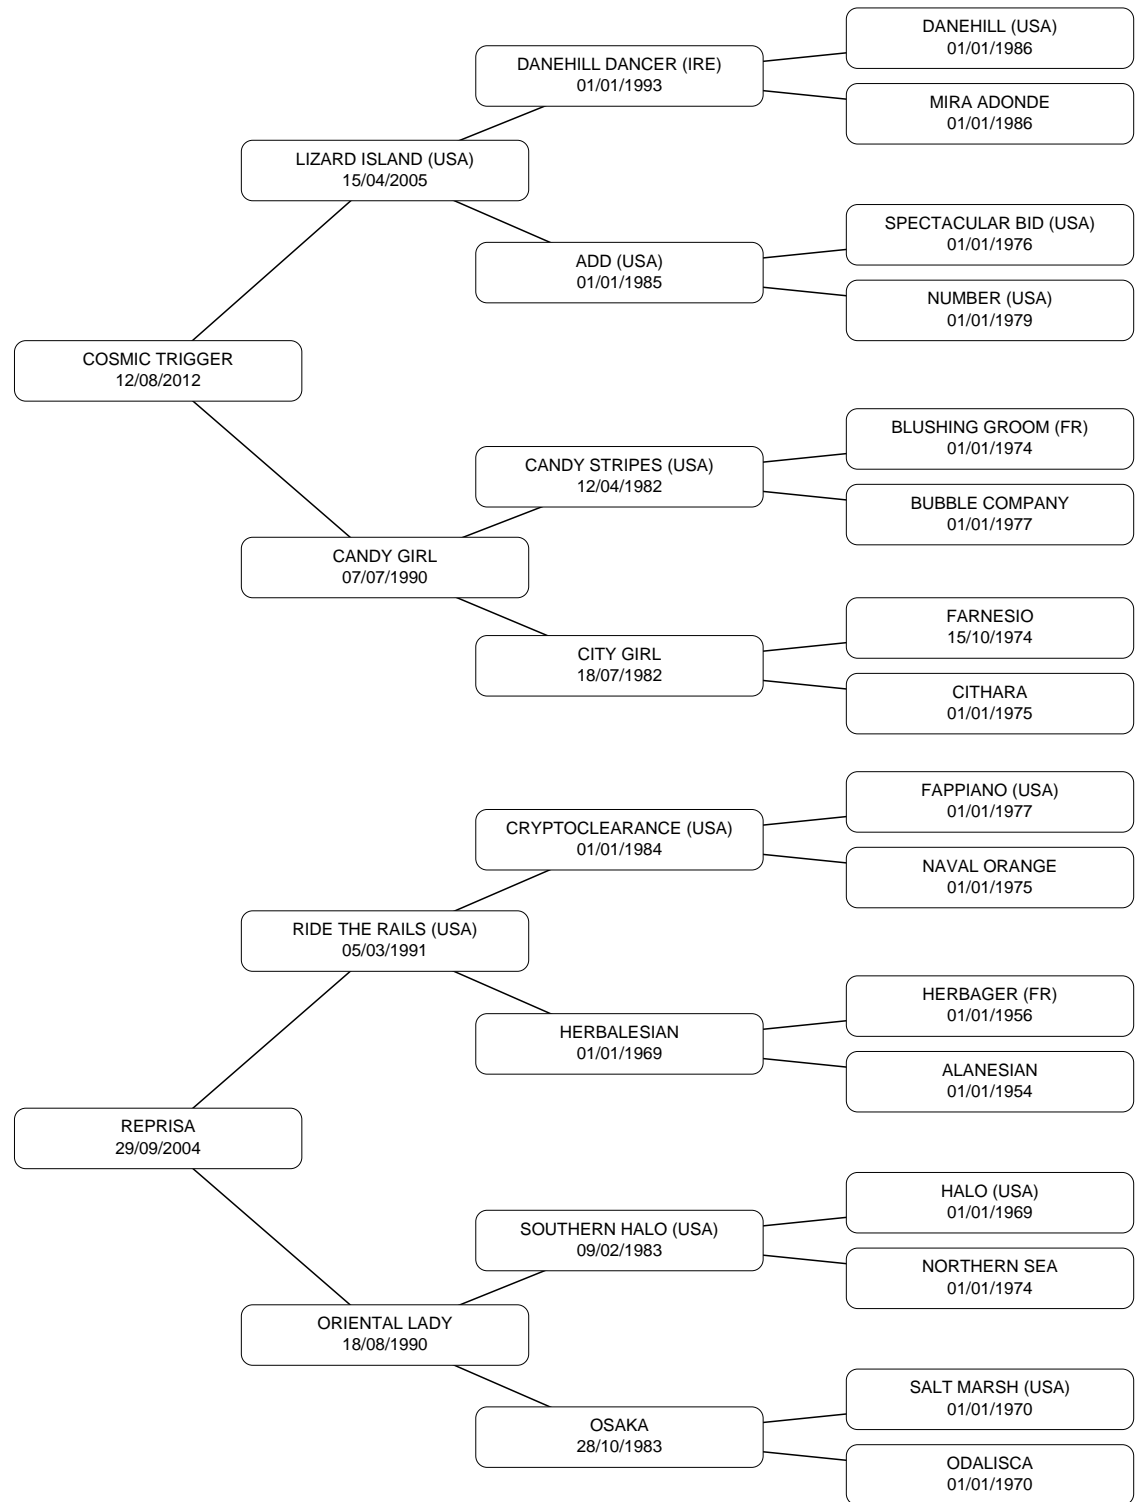 DANEHILL (USA)
01/01/1986
DANEHILL DANCER (IRE)
01/01/1993
MIRA ADONDE
01/01/1986
LIZARD ISLAND (USA)
15/04/2005
SPECTACULAR BID (USA)
01/01/1976
ADD (USA)
01/01/1985
NUMBER (USA)
01/01/1979
COSMIC TRIGGER
12/08/2012
BLUSHING GROOM (FR)
01/01/1974
CANDY STRIPES (USA)
12/04/1982
BUBBLE COMPANY
01/01/1977
CANDY GIRL
07/07/1990
FARNESIO
15/10/1974
CITY GIRL
18/07/1982
CITHARA
01/01/1975
FAPPIANO (USA)
01/01/1977
CRYPTOCLEARANCE (USA)
01/01/1984
NAVAL ORANGE
01/01/1975
RIDE THE RAILS (USA)
05/03/1991
HERBAGER (FR)
01/01/1956
HERBALESIAN
01/01/1969
ALANESIAN
01/01/1954
REPRISA
29/09/2004
HALO (USA)
01/01/1969
SOUTHERN HALO (USA)
09/02/1983
NORTHERN SEA
01/01/1974
ORIENTAL LADY
18/08/1990
SALT MARSH (USA)
01/01/1970
OSAKA
28/10/1983
ODALISCA
01/01/1970